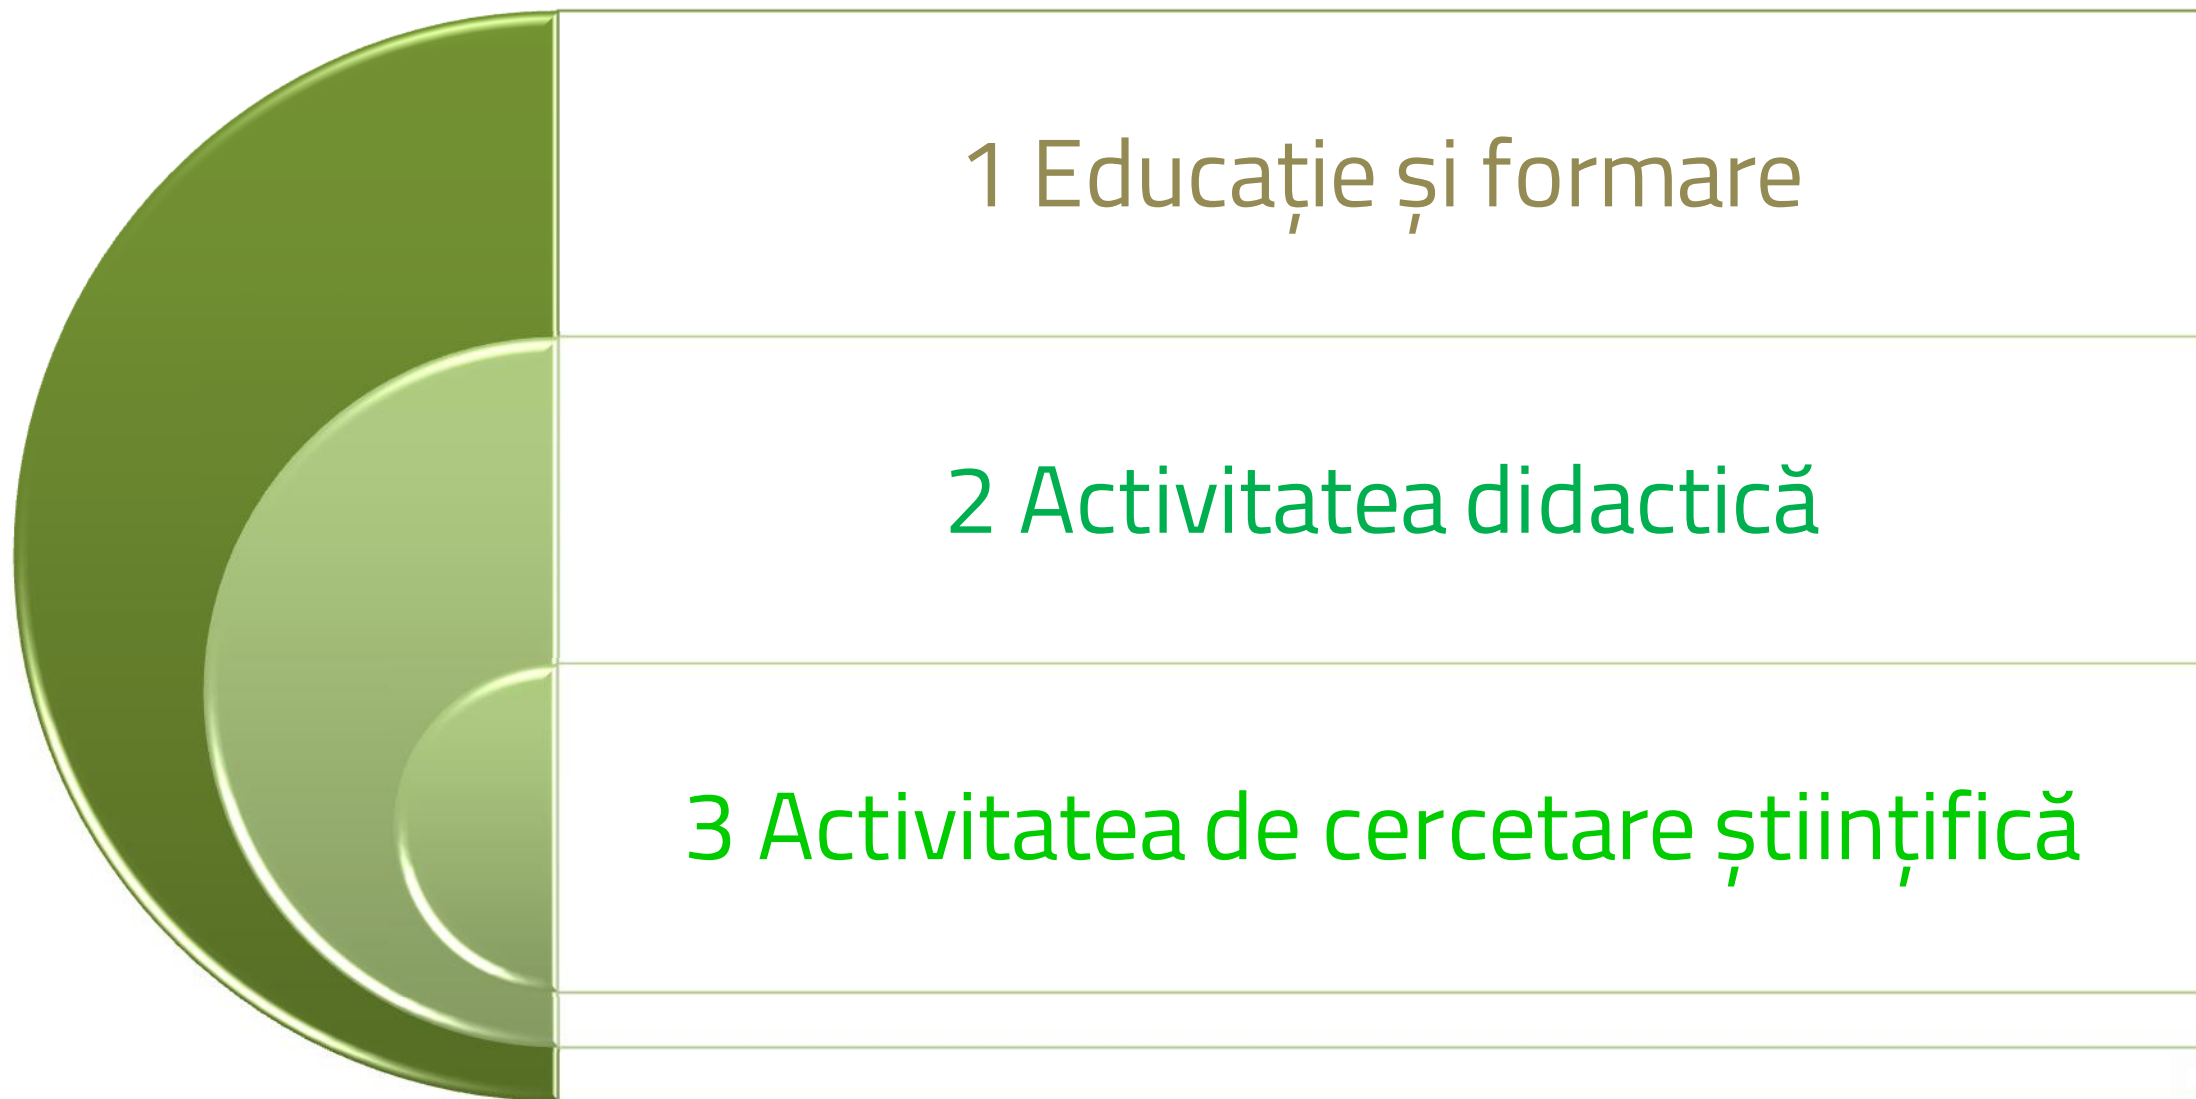 1 Educație și formare
2 Activitatea didactică
3 Activitatea de cercetare științifică